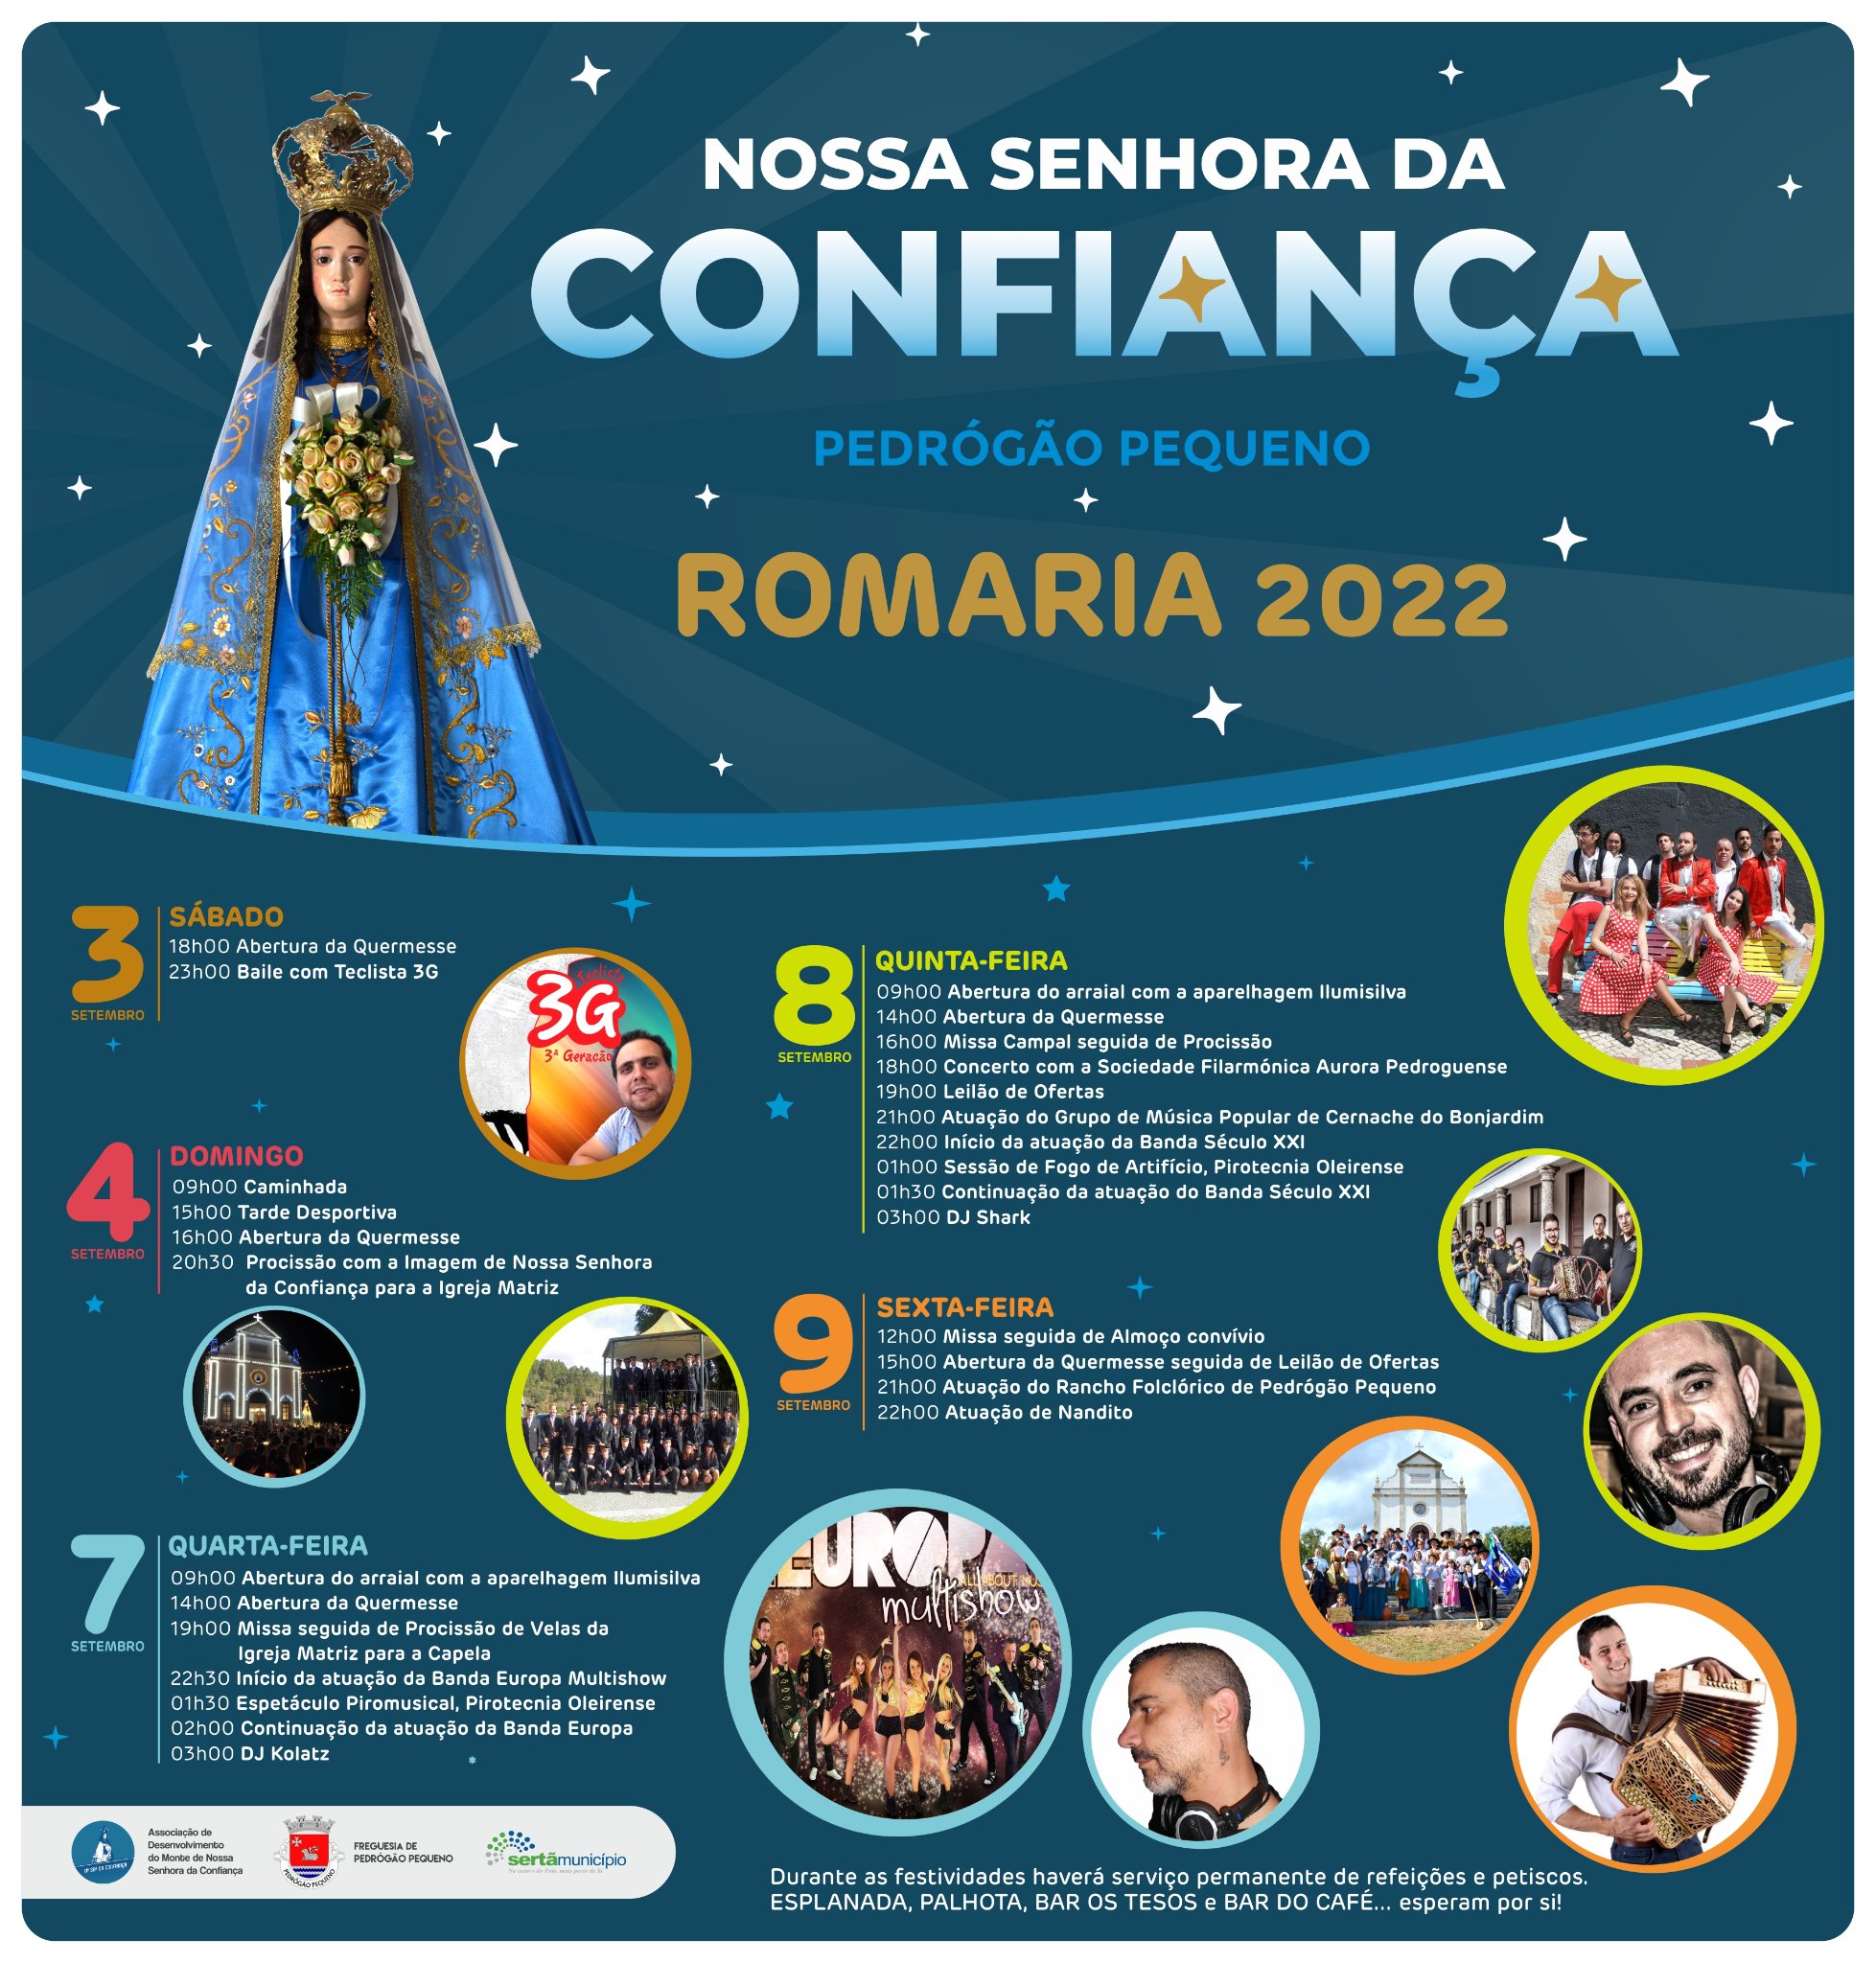 NOSSA SENHORA DA
CONFIANÇA
PEDRÓGÃO PEQUENO
ROMARIA 2022
3
SETEMBRO
SÁBADO
18h00 Abertura da Quermesse
23h00 Baile com Teclista 3G
Teclista
3G
3ª Geração
4
SETEMBRO
DOMINGO
09h00 Caminhada
15h00 Tarde Desportiva
16h00 Abertura da Quermesse
20h30 Procissão com a Imagem de Nossa Senhora
da Confiança para a Igreja Matriz
7
SETEMBRO
QUARTA-FEIRA
09h00 Abertura do arraial com a aparelhagem Ilumisilva
14h00 Abertura da Quermesse
19h00 Missa seguida de Procissão de Velas da
Igreja Matriz para a Capela
22h30 Início da atuação da Banda Europa Multishow
01h30 Espetáculo Piromusical, Pirotecnia Oleirense
02h00 Continuação da atuação da Banda Europa
03h00 DJ Kolatz
8
SETEMBRO
QUINTA-FEIRA
09h00 Abertura do arraial com a aparelhagem Ilumisilva
14h00 Abertura da Quermesse
16h00 Missa Campal seguida de Procissão
18h00 Concerto com a Sociedade Filarmónica Aurora Pedroguense
19h00 Leilão de Ofertas
21h00 Atuação do Grupo de Música Popular de Cernache do Bonjardim
22h00 Início da atuação da Banda Século XXI
01h00 Sessão de Fogo de Artifício, Pirotecnia Oleirense
01h30 Continuação da atuação do Banda Século XXI
03h00 DJ Shark
9
SETEMBRO
SEXTA-FEIRA
12h00 Missa seguida de Almoço convívio
15h00 Abertura da Quermesse seguida de Leilão de Ofertas
21h00 Atuação do Rancho Folclórico de Pedrógão Pequeno
22h00 Atuação de Nandito
EUROPA
ALL ABOUT
multishow
Associação de
Desenvolvimento
do Monte de Nossa
Senhora da Confiança
PEDRÓGÃO PEQUENO
FREGUESIA DE
PEDRÓGÃO PEQUENO
sertãmunicípio
Durante as festividades haverá serviço permanente de refeições e petiscos.
ESPLANADA, PALHOTA, BAR OS TESOS e BAR DO CAFÉ... esperam por si!